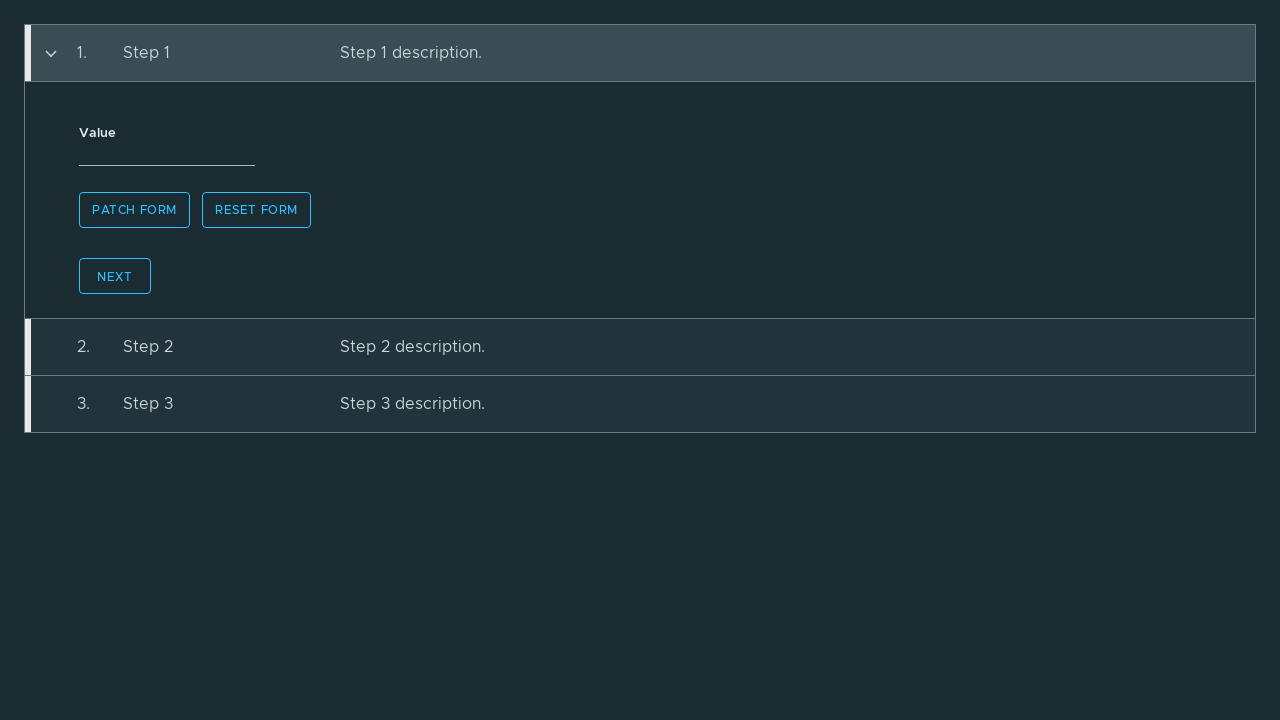 1. Step 1 Step 1 description.
Value
PATCH FORM RESET FORM
NEXT
2. Step 2 Step 2 description.
3. Step 3 Step 3 description.